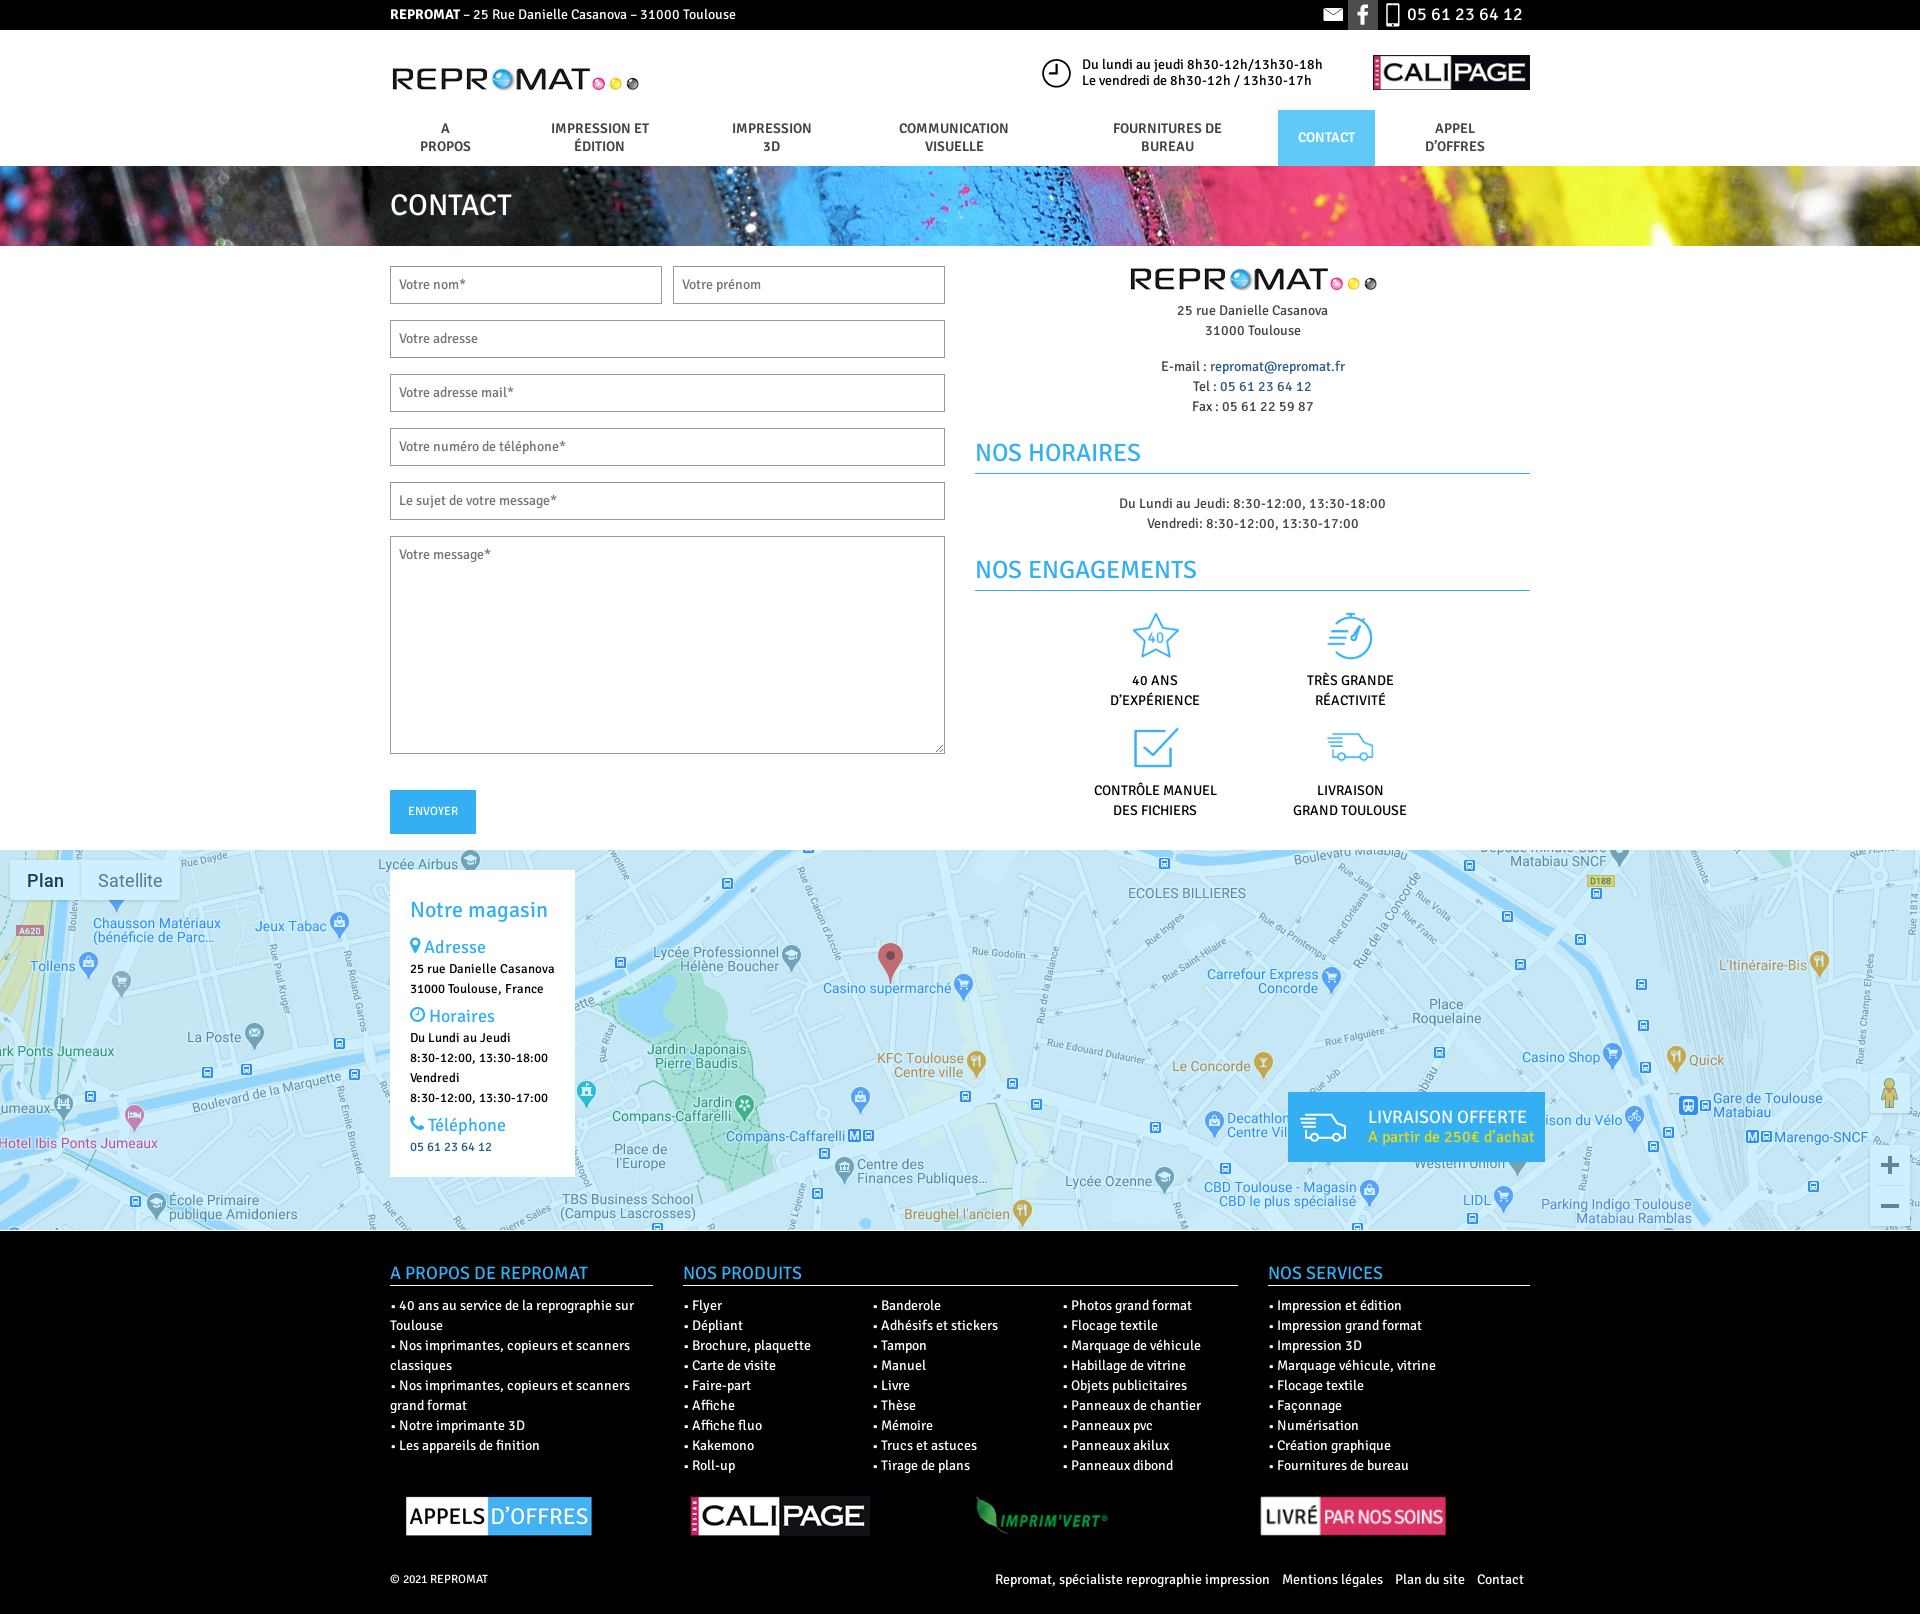 REPROMAT – 25 Rue Danielle Casanova – 31000 Toulouse
05 61 23 64 12
REPROMAT
Du lundi au jeudi 8h30-12h/13h30-18h
Le vendredi de 8h30-12h / 13h30-17h
RÉSEAU CALIPAGE
A PROPOS
IMPRESSION ET ÉDITION
IMPRESSION 3D
COMMUNICATION VISUELLE
FOURNITURES DE BUREAU
CONTACT
APPEL D’OFFRES
CONTACT
Votre nom*
Votre prénom
Votre adresse
Votre adresse mail*
Votre numéro de téléphone*
Le sujet de votre message*
Votre message*
ENVOYER
REPROMAT
25 rue Danielle Casanova
31000 Toulouse
E-mail : repromat@repromat.fr
Tel : 05 61 23 64 12
Fax : 05 61 22 59 87
NOS HORAIRES
Du Lundi au Jeudi: 8:30-12:00, 13:30-18:00
Vendredi: 8:30-12:00, 13:30-17:00
NOS ENGAGEMENTS
40
40 ANS
D’EXPÉRIENCE
TRÈS GRANDE
RÉACTIVITÉ
CONTRÔLE MANUEL
DES FICHIERS
LIVRAISON
GRAND TOULOUSE
Plan
Satellite
Notre magasin
Adresse
25 rue Danielle Casanova
31000 Toulouse, France
Horaires
Du Lundi au Jeudi
8:30-12:00, 13:30-18:00
Vendredi
8:30-12:00, 13:30-17:00
Téléphone
05 61 23 64 12
Rue Dayde
Lycée Airbus
Chausson Matériaux
(bénéficie de Parc...
Jeux Tabac
A620
Tollens
Rue Paul Kruger
Rue Roland Garros
La Poste
Ponts Jumeaux
Boulevard de la Marquette
Rue Emile Brouardel
Hotel Ibis Ponts Jumeaux
École Primaire
publique Amidoniers
Rue du Canon d'Arcole
Lycée Professionnel
Hélène Boucher
Casino supermarché
Rue Godolin
Rue de la Balance
Rue Ritay
Jardin Japonais
Pierre Baudis
KFC Toulouse
Centre ville
Rue Edouard Dulaurier
Jardin
Compans-Caffarelli
Compans-Caffarelli
Place de
l'Europe
Centre des
Finances Publiques...
TBS Business School
(Campus Lascrosses)
Rue Lejeune
Breughel l'ancien
Lycée Ozenne
Boulevard Matabiau
Matabiau SNCF
D188
ECOLES BILLIERES
Rue Jany
Rue d'Orléans
Rue de la Concorde
Rue Volta
Rue Franc
Rue Ingres
Rue Saint-Hilaire
Rue du Printemps
Carrefour Express
Concorde
Place
Roquelaine
Rue Falguière
Le Concorde
Rue Job
Casino Shop
Quick
L'Itinéraire-Bis
Rue des Champs Elysées
Rue 1814
Decathlon
Gare de Toulouse
Matabiau
Marengo-SNCF
CBD Toulouse - Magasin
CBD le plus spécialisé
LIDL
Rue Lafon
Parking Indigo Toulouse
Matabiau Ramblas
LIVRAISON OFFERTE
A partir de 250€ d'achat
A PROPOS DE REPROMAT
▪ 40 ans au service de la reprographie sur
Toulouse
▪ Nos imprimantes, copieurs et scanners
classiques
▪ Nos imprimantes, copieurs et scanners
grand format
▪ Notre imprimante 3D
▪ Les appareils de finition
NOS PRODUITS
▪ Flyer
▪ Dépliant
▪ Brochure, plaquette
▪ Carte de visite
▪ Faire-part
▪ Affiche
▪ Affiche fluo
▪ Kakemono
▪ Roll-up
▪ Banderole
▪ Adhésifs et stickers
▪ Tampon
▪ Manuel
▪ Livre
▪ Thèse
▪ Mémoire
▪ Trucs et astuces
▪ Tirage de plans
▪ Photos grand format
▪ Flocage textile
▪ Marquage de véhicule
▪ Habillage de vitrine
▪ Objets publicitaires
▪ Panneaux de chantier
▪ Panneaux pvc
▪ Panneaux akilux
▪ Panneaux dibond
NOS SERVICES
▪ Impression et édition
▪ Impression grand format
▪ Impression 3D
▪ Marquage véhicule, vitrine
▪ Flocage textile
▪ Façonnage
▪ Numérisation
▪ Création graphique
▪ Fournitures de bureau
APPELS D’OFFRES
RÉSEAU CALIPAGE
IMPRIM'VERT®
LIVRÉ PAR NOS SOINS
© 2021 REPROMAT
Repromat, spécialiste reprographie impression
Mentions légales
Plan du site
Contact